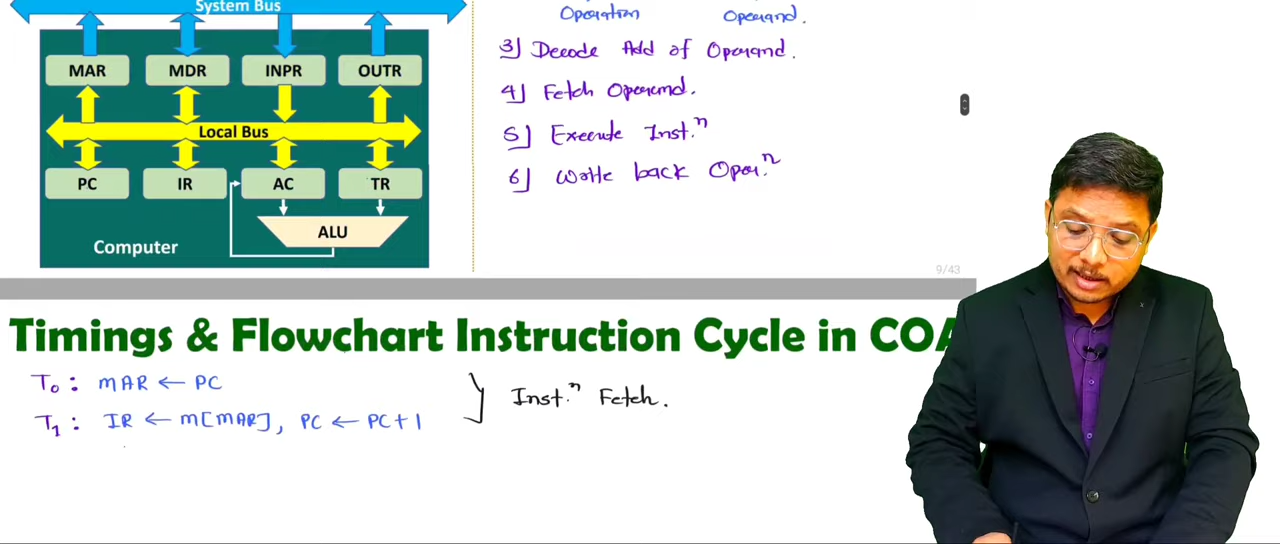 System Bus
MAR MDR INPR OUTR
Local Bus
PC IR AC TR
ALU
Computer
Operation Operand.
3] Decode Add of Operand.
4] Fetch Operand.
5] Execute Inst.ⁿ
6] Write back Oper.ⁿ
9/43
Timings & Flowchart Instruction Cycle in COA
T₀ : MAR ← PC
T₁ : IR ← M[MAR], PC ← PC+1
} Inst.ⁿ Fetch.